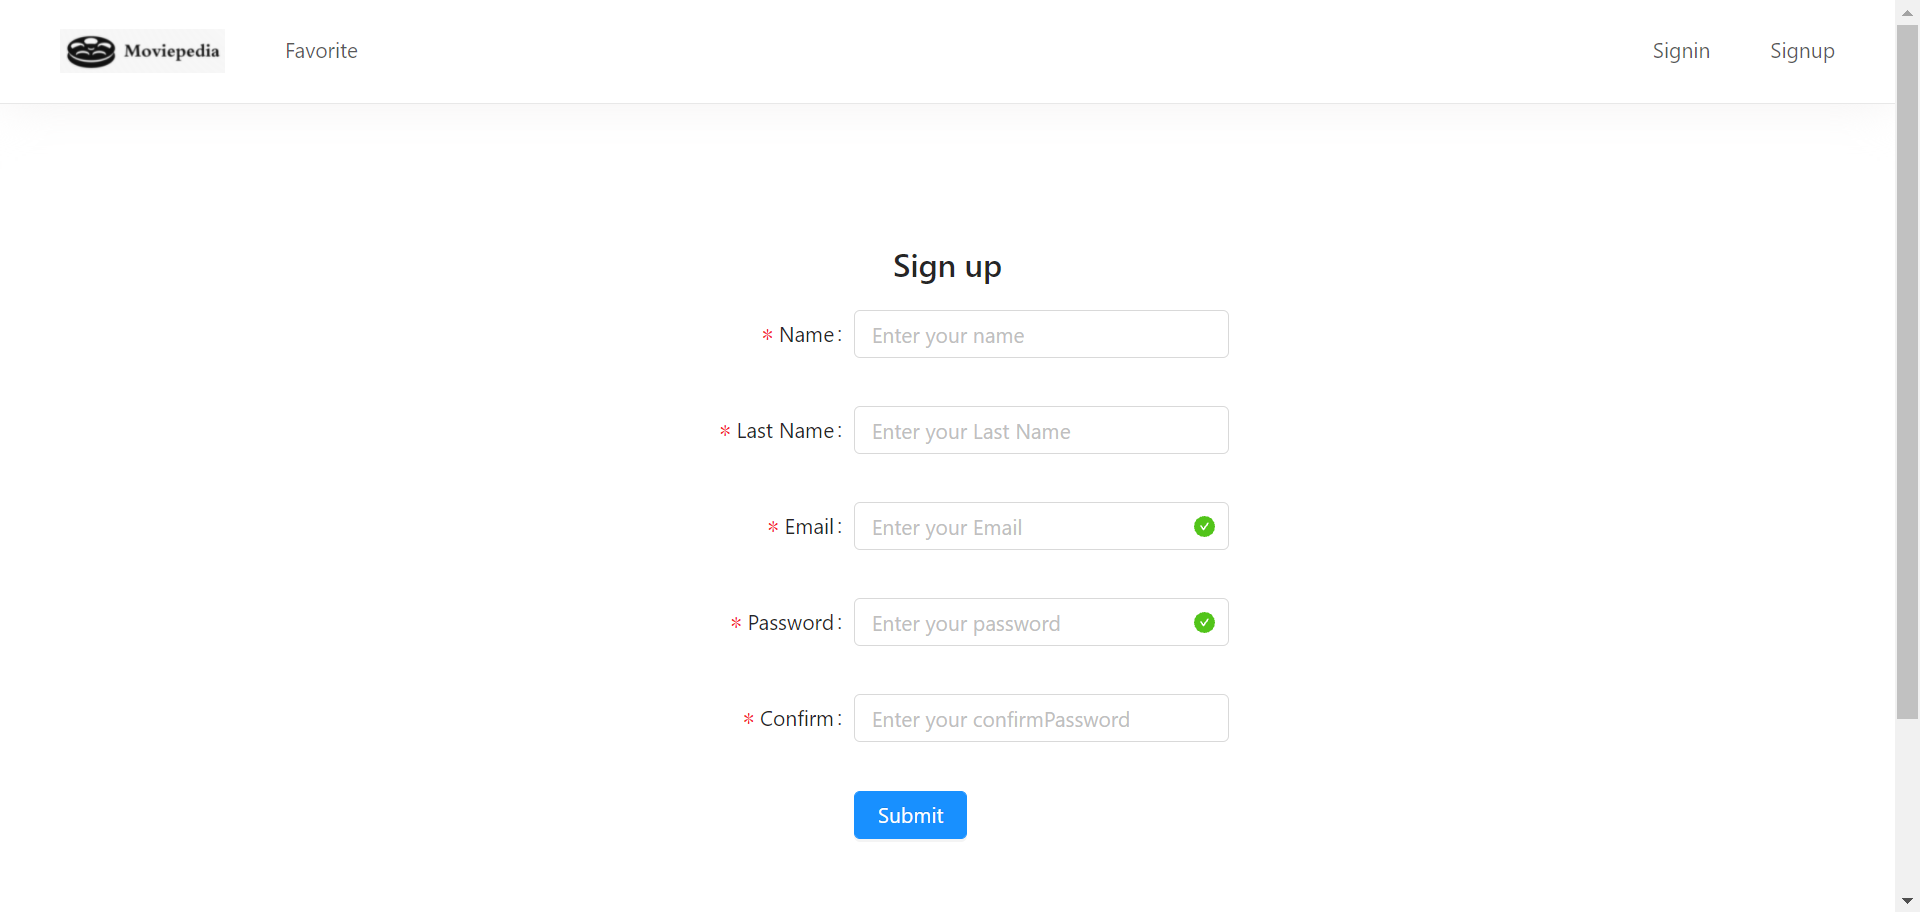 Moviepedia Favorite Signin Signup
Sign up
* Name: Enter your name
* Last Name: Enter your Last Name
* Email: Enter your Email
* Password: Enter your password
* Confirm: Enter your confirmPassword
Submit